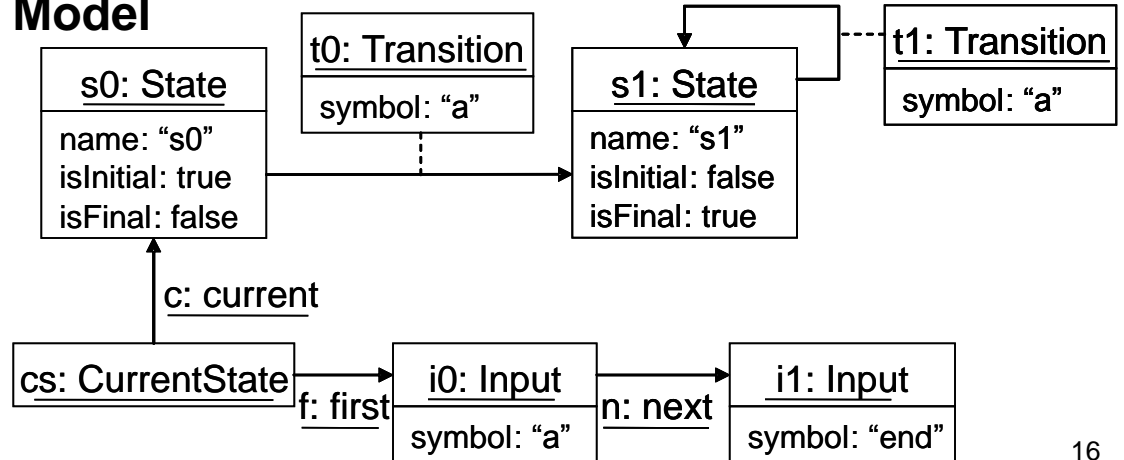 Model
t0: Transition
symbol: “a”
t1: Transition
symbol: “a”
s0: State
name: “s0”
isInitial: true
isFinal: false
s1: State
name: “s1”
isInitial: false
isFinal: true
c: current
cs: CurrentState
f: first
i0: Input
symbol: “a”
n: next
i1: Input
symbol: “end”
16